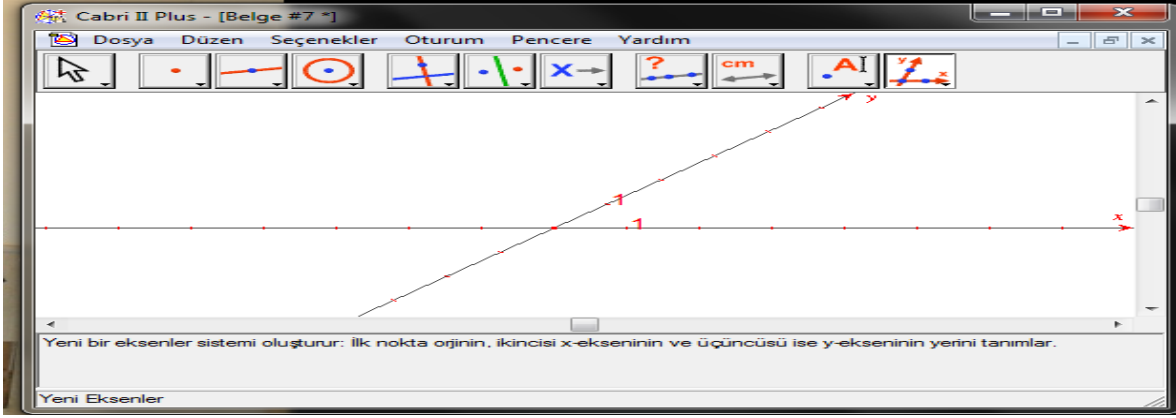 Cabri II Plus - [Belge #7 *]
Dosya Düzen Seçenekler Oturum Pencere Yardım
? cm A y x
y
1
1
x
Yeni bir eksenler sistemi oluşturur: İlk nokta orjinin, ikincisi x-ekseninin ve üçüncüsü ise y-ekseninin yerini tanımlar.
Yeni Eksenler